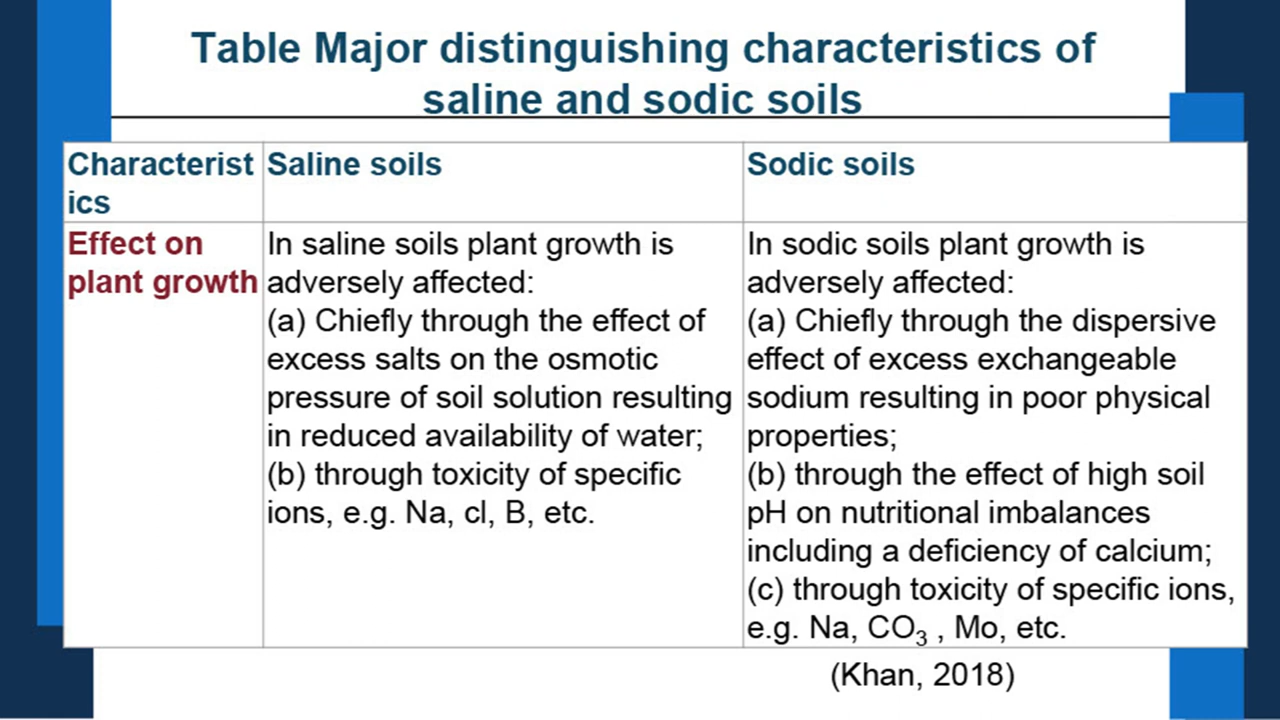 Table Major distinguishing characteristics of
saline and sodic soils
Characterist
ics
Saline soils
Sodic soils
Effect on
plant growth
In saline soils plant growth is
adversely affected:
(a) Chiefly through the effect of
excess salts on the osmotic
pressure of soil solution resulting
in reduced availability of water;
(b) through toxicity of specific
ions, e.g. Na, cl, B, etc.
In sodic soils plant growth is
adversely affected:
(a) Chiefly through the dispersive
effect of excess exchangeable
sodium resulting in poor physical
properties;
(b) through the effect of high soil
pH on nutritional imbalances
including a deficiency of calcium;
(c) through toxicity of specific ions,
e.g. Na, CO₃ , Mo, etc.
(Khan, 2018)